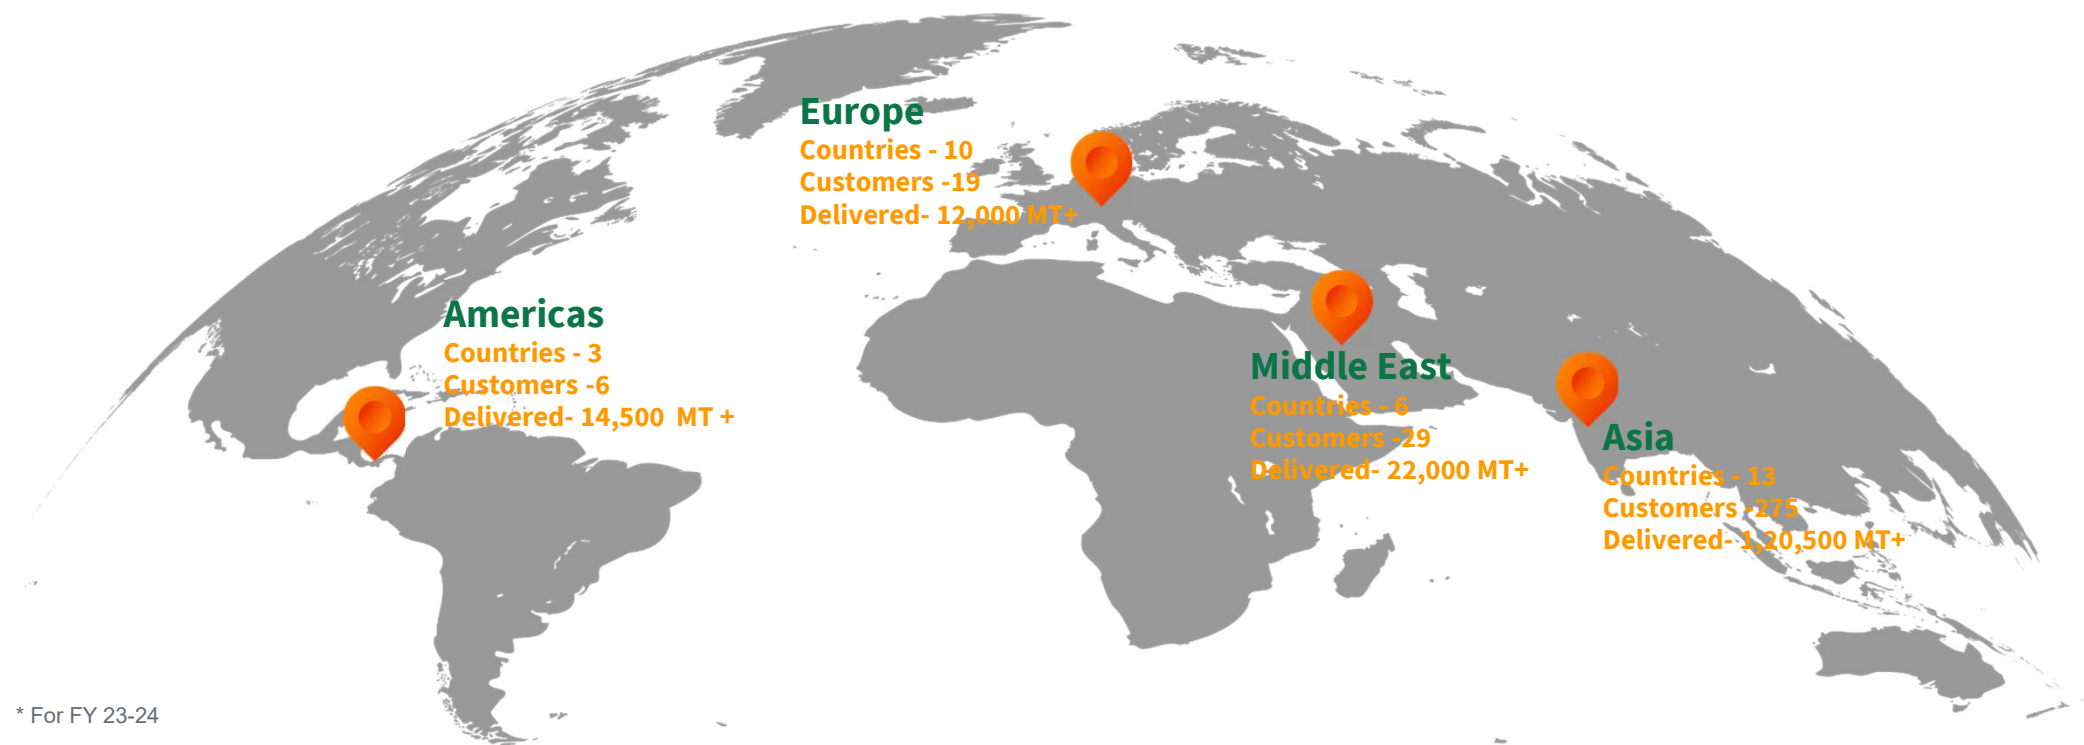 Europe
Countries - 10
Customers -19
Delivered- 12,000 MT+
Americas
Countries - 3
Customers -6
Delivered- 14,500  MT +
Middle East
Countries - 6
Customers -29
Delivered- 22,000 MT+
Asia
Countries - 13
Customers -275
Delivered- 1,20,500 MT+
* For FY 23-24